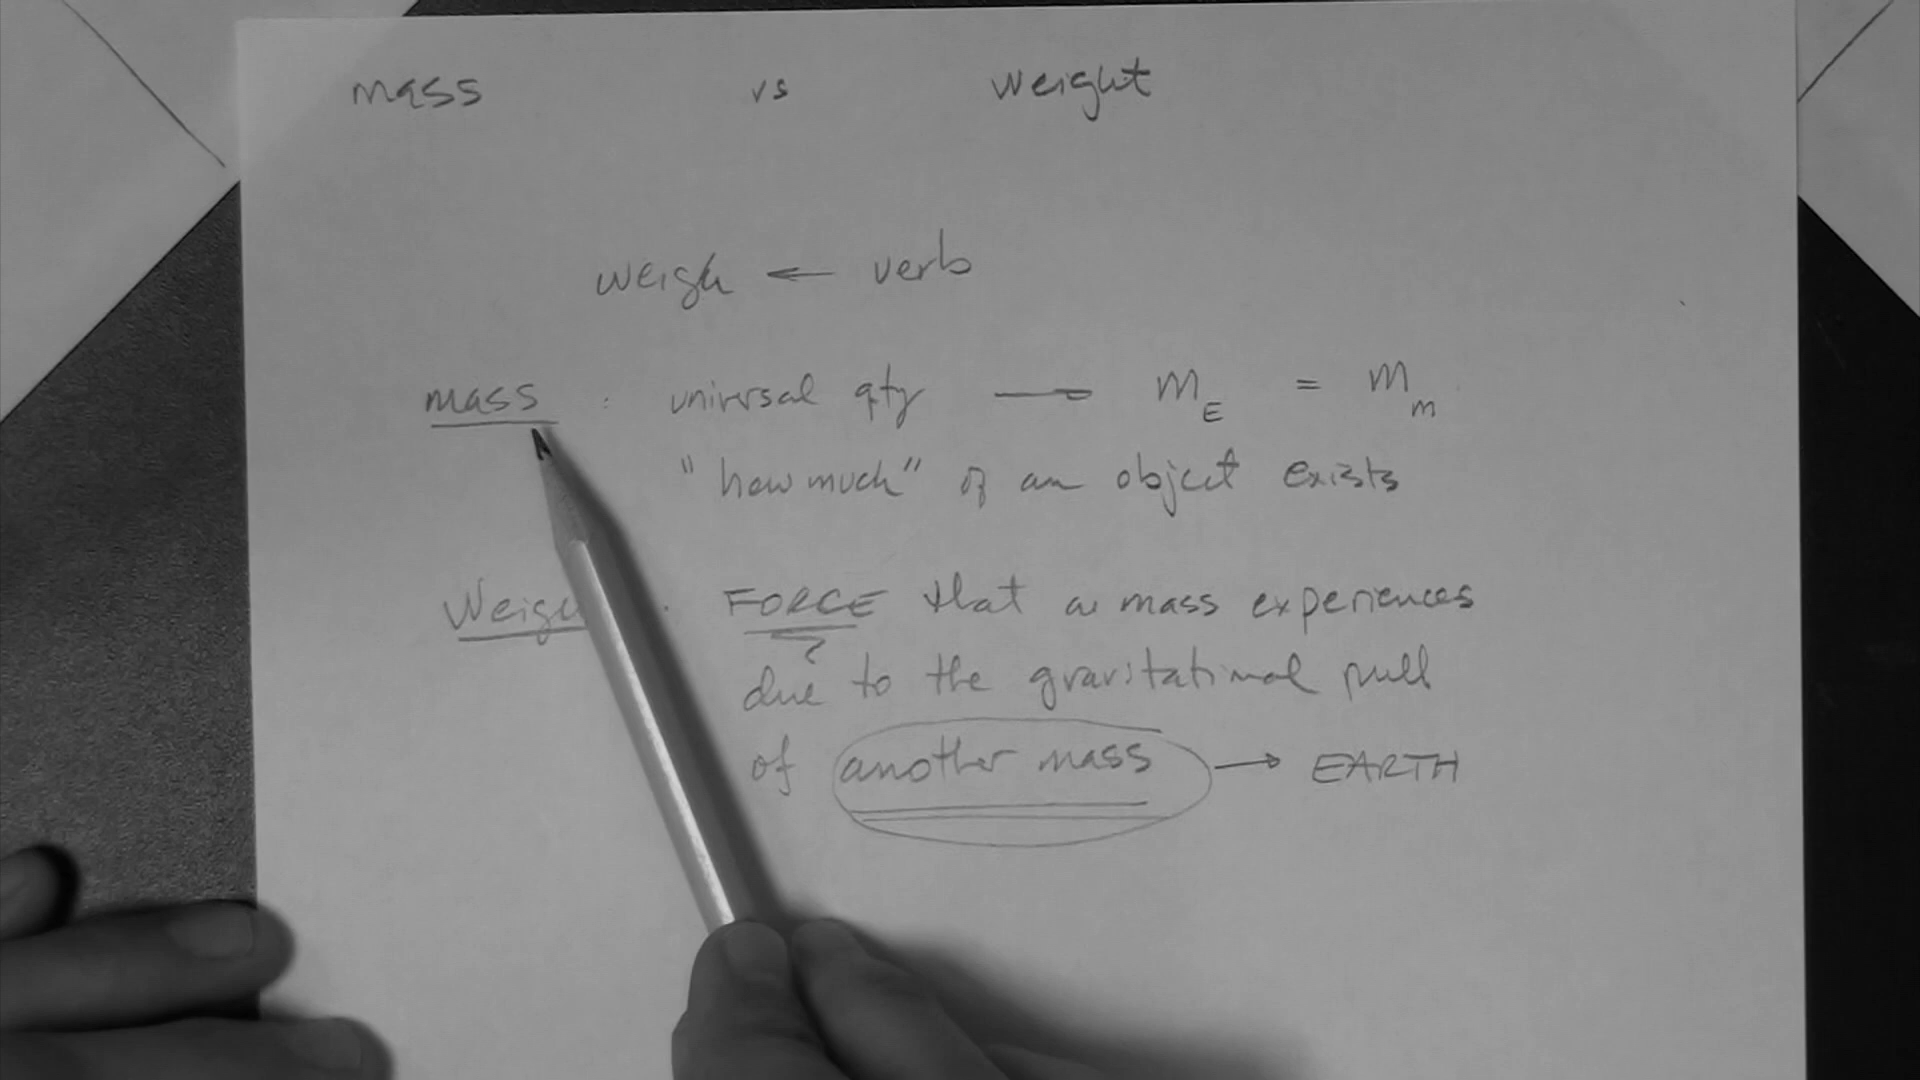 mass vs weight
weigh ← verb
mass : universal qty → m_E = m_m
"how much" of an object exists
Weigh : FORCE that a mass experiences
due to the gravitational pull
of another mass → EARTH